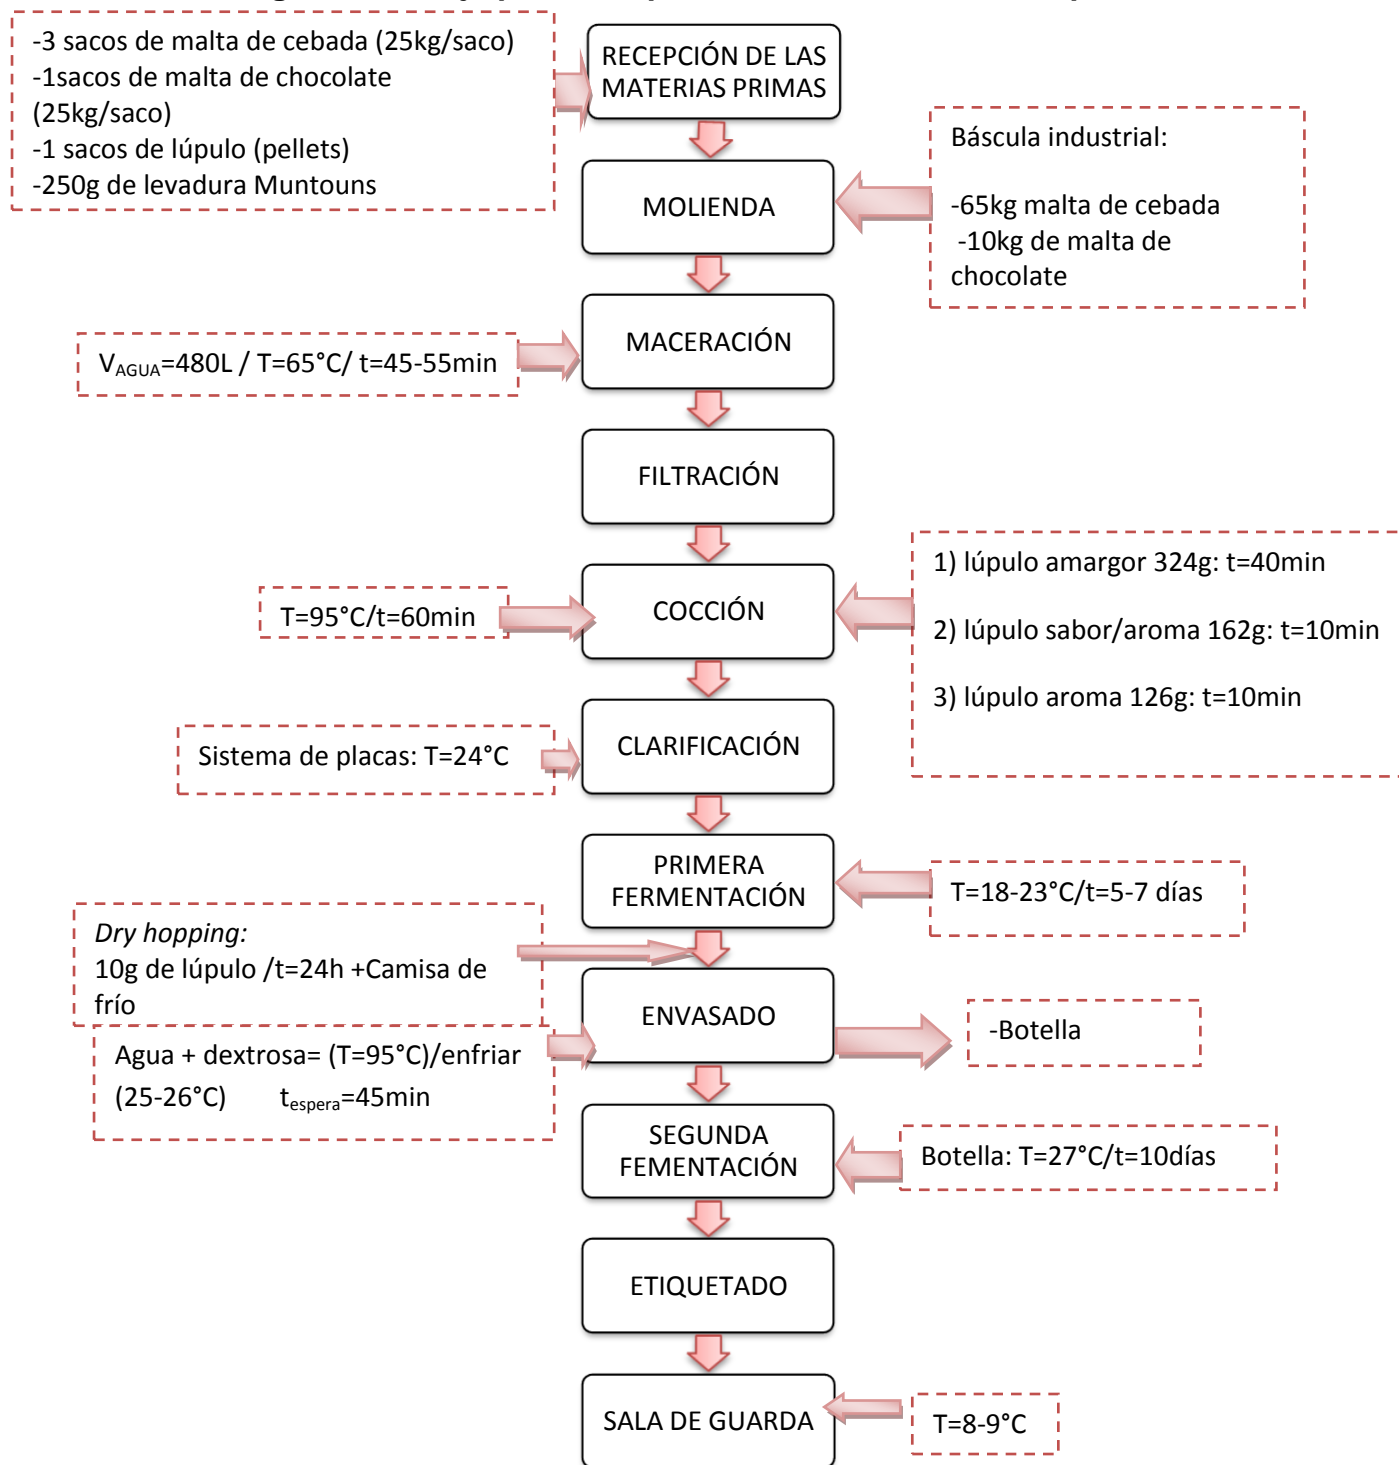 -3 sacos de malta de cebada (25kg/saco)
-1sacos de malta de chocolate
(25kg/saco)
-1 sacos de lúpulo (pellets)
-250g de levadura Muntouns
RECEPCIÓN DE LAS
MATERIAS PRIMAS
Báscula industrial:
-65kg malta de cebada
-10kg de malta de
chocolate
MOLIENDA
V_AGUA=480L / T=65°C/ t=45-55min
MACERACIÓN
FILTRACIÓN
1) lúpulo amargor 324g: t=40min
2) lúpulo sabor/aroma 162g: t=10min
3) lúpulo aroma 126g: t=10min
T=95°C/t=60min
COCCIÓN
Sistema de placas: T=24°C
CLARIFICACIÓN
PRIMERA
FERMENTACIÓN
T=18-23°C/t=5-7 días
Dry hopping:
10g de lúpulo /t=24h +Camisa de
frío
ENVASADO
-Botella
Agua + dextrosa= (T=95°C)/enfriar
(25-26°C) t_espera=45min
SEGUNDA
FEMENTACIÓN
Botella: T=27°C/t=10días
ETIQUETADO
SALA DE GUARDA
T=8-9°C